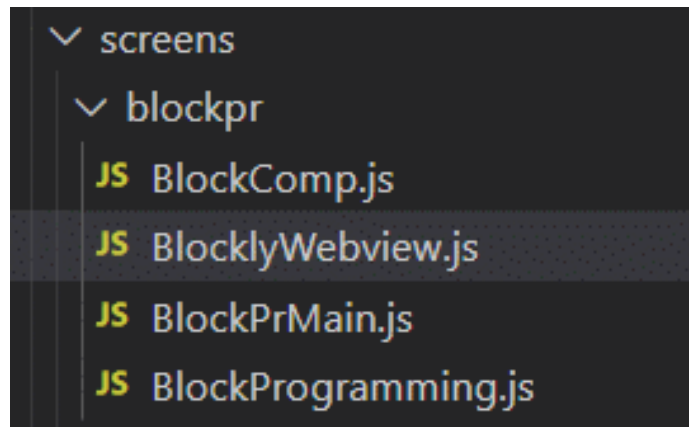 screens
blockpr
JS BlockComp.js
JS BlocklyWebview.js
JS BlockPrMain.js
JS BlockProgramming.js